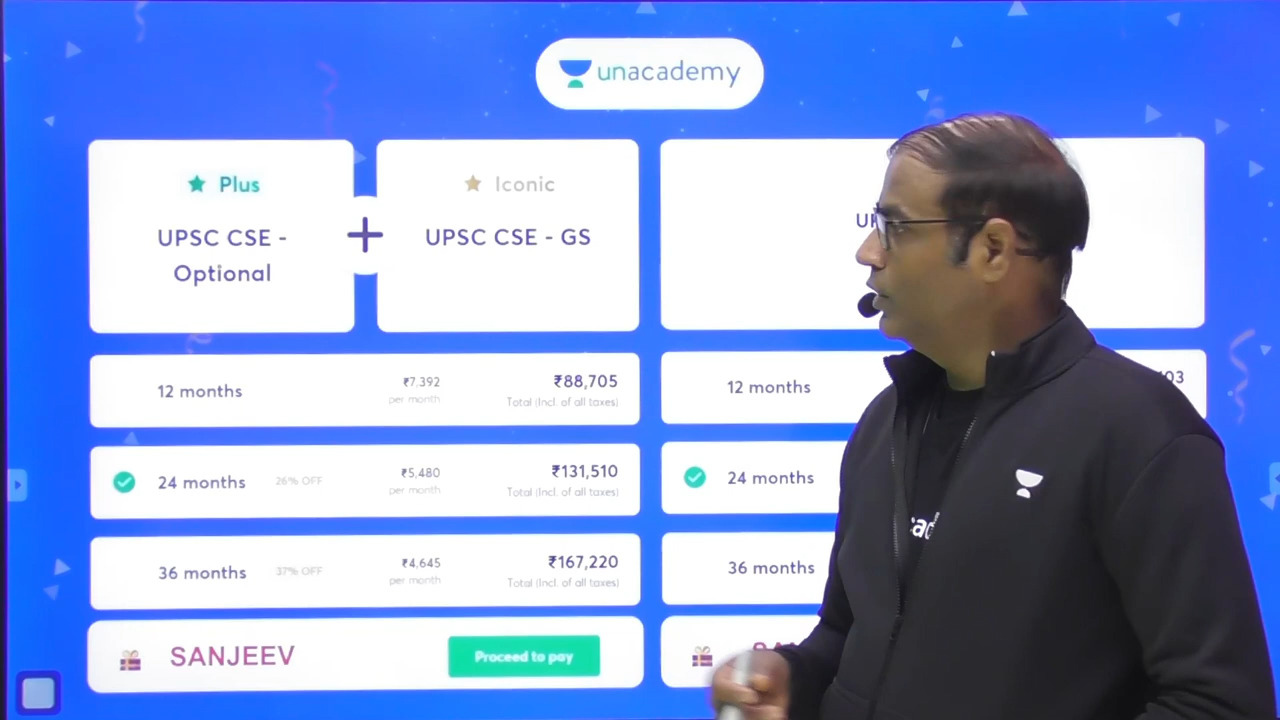 unacademy
Plus
UPSC CSE -
Optional
Iconic
UPSC CSE - GS
12 months
₹7,392
per month
₹88,705
Total (Incl. of all taxes)
24 months
26% OFF
₹5,480
per month
₹131,510
Total (Incl. of all taxes)
36 months
37% OFF
₹4,645
per month
₹167,220
Total (Incl. of all taxes)
SANJEEV
Proceed to pay
12 months
24 months
36 months